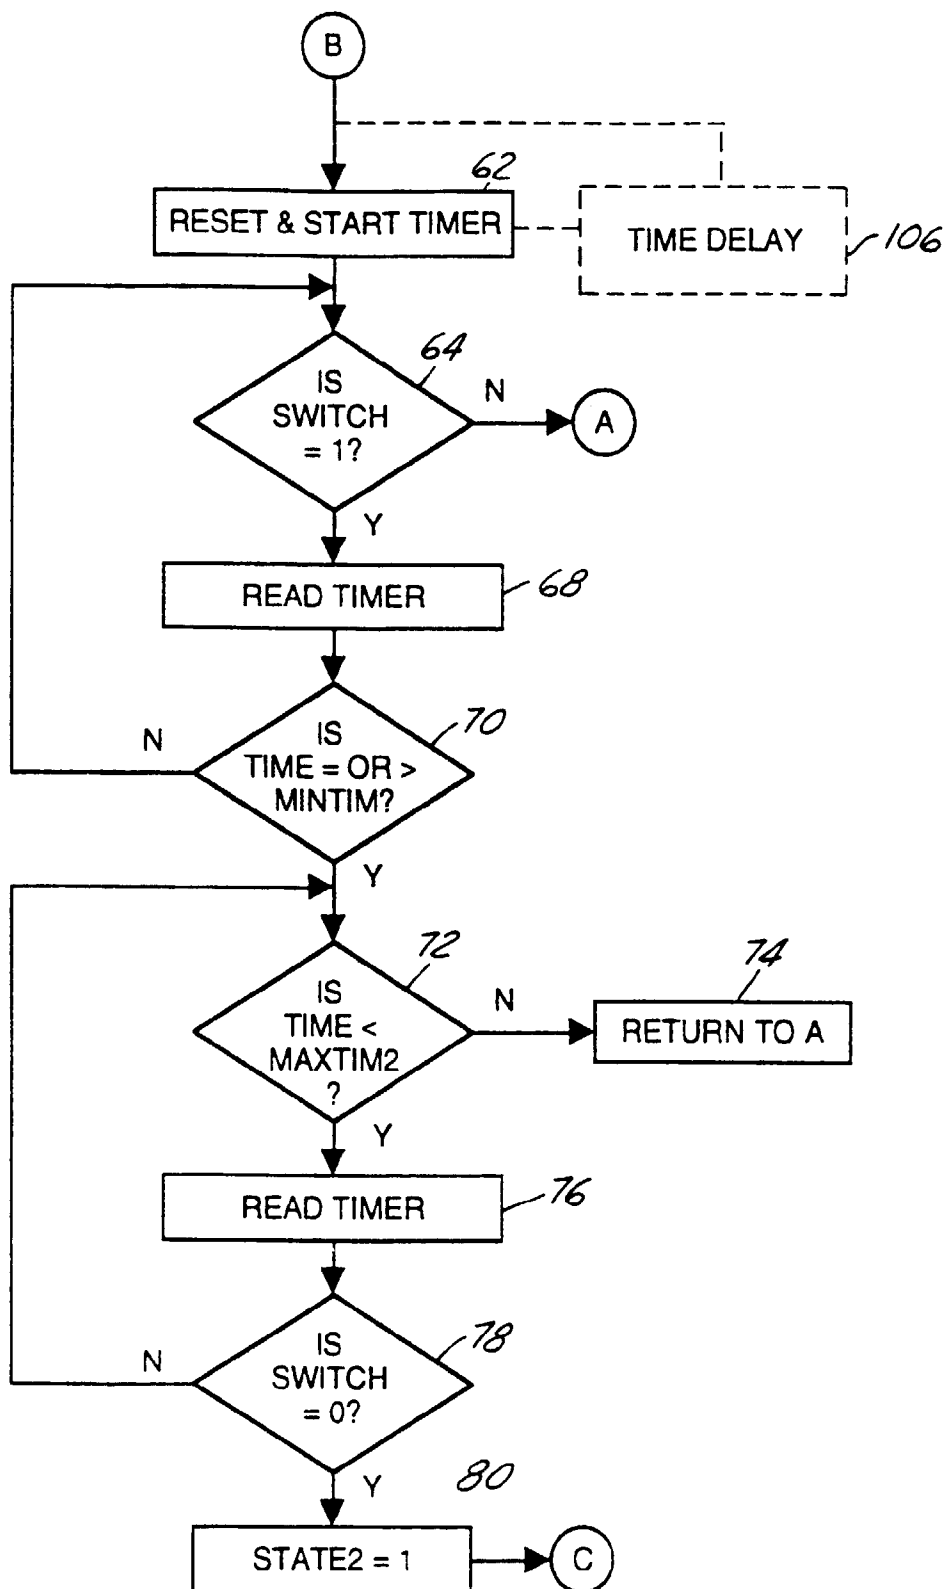 B
62
RESET & START TIMER
TIME DELAY
106
64
IS
SWITCH
= 1?
N
A
Y
READ TIMER
68
70
N
IS
TIME = OR >
MINTIM?
Y
72
74
IS
TIME <
MAXTIM2
?
N
RETURN TO A
Y
READ TIMER
76
78
N
IS
SWITCH
= 0?
Y
80
STATE2 = 1
C